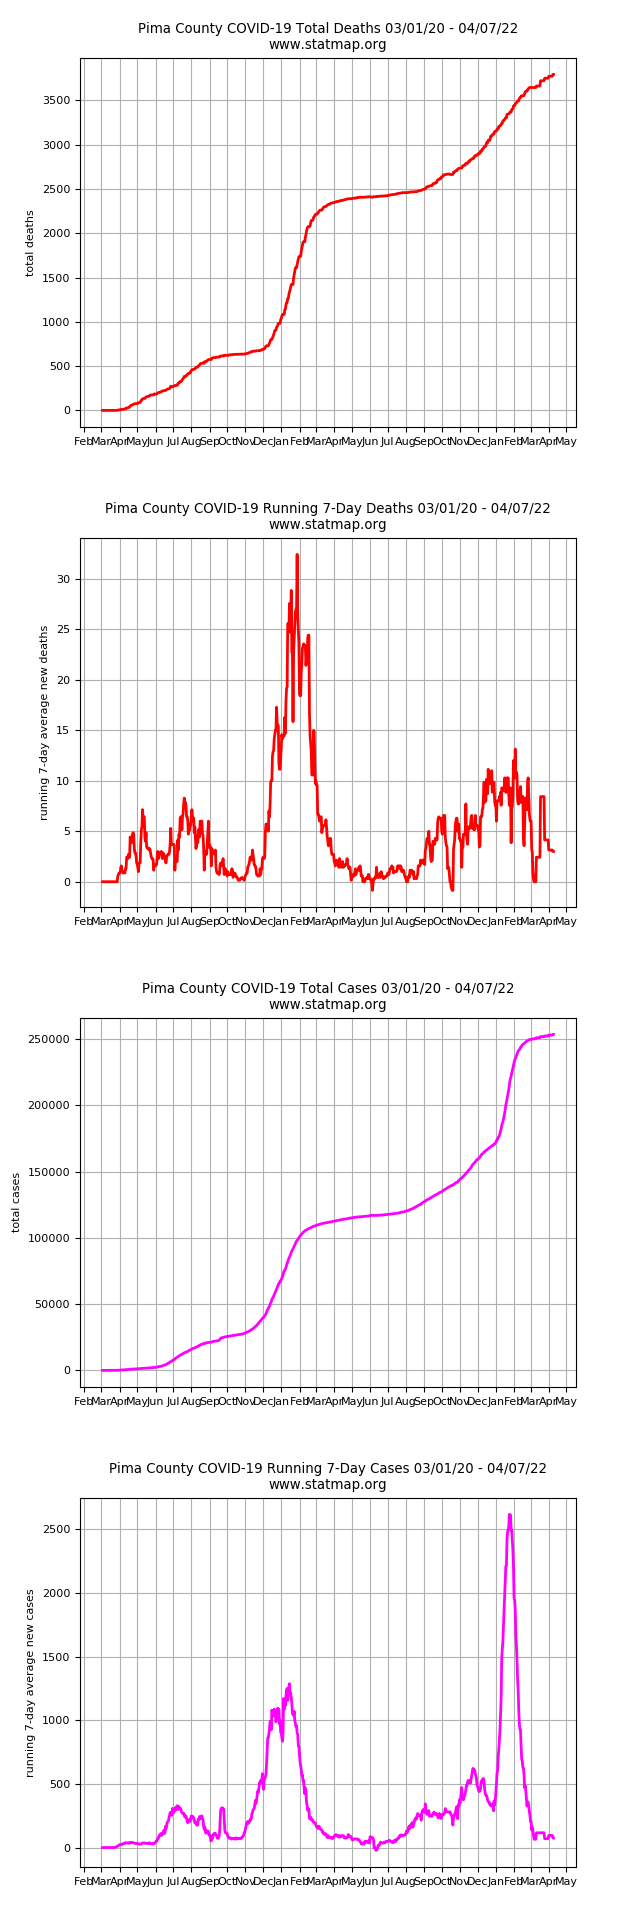 Pima County COVID-19 Total Deaths 03/01/20 - 04/07/22
www.statmap.org
3500
3000
2500
2000
1500
1000
500
0
total deaths
Feb Mar Apr May Jun Jul Aug Sep Oct Nov Dec Jan Feb Mar Apr May Jun Jul Aug Sep Oct Nov Dec Jan Feb Mar Apr May
Pima County COVID-19 Running 7-Day Deaths 03/01/20 - 04/07/22
www.statmap.org
30
25
20
15
10
5
0
running 7-day average new deaths
Feb Mar Apr May Jun Jul Aug Sep Oct Nov Dec Jan Feb Mar Apr May Jun Jul Aug Sep Oct Nov Dec Jan Feb Mar Apr May
Pima County COVID-19 Total Cases 03/01/20 - 04/07/22
www.statmap.org
250000
200000
150000
100000
50000
0
total cases
Feb Mar Apr May Jun Jul Aug Sep Oct Nov Dec Jan Feb Mar Apr May Jun Jul Aug Sep Oct Nov Dec Jan Feb Mar Apr May
Pima County COVID-19 Running 7-Day Cases 03/01/20 - 04/07/22
www.statmap.org
2500
2000
1500
1000
500
0
running 7-day average new cases
Feb Mar Apr May Jun Jul Aug Sep Oct Nov Dec Jan Feb Mar Apr May Jun Jul Aug Sep Oct Nov Dec Jan Feb Mar Apr May